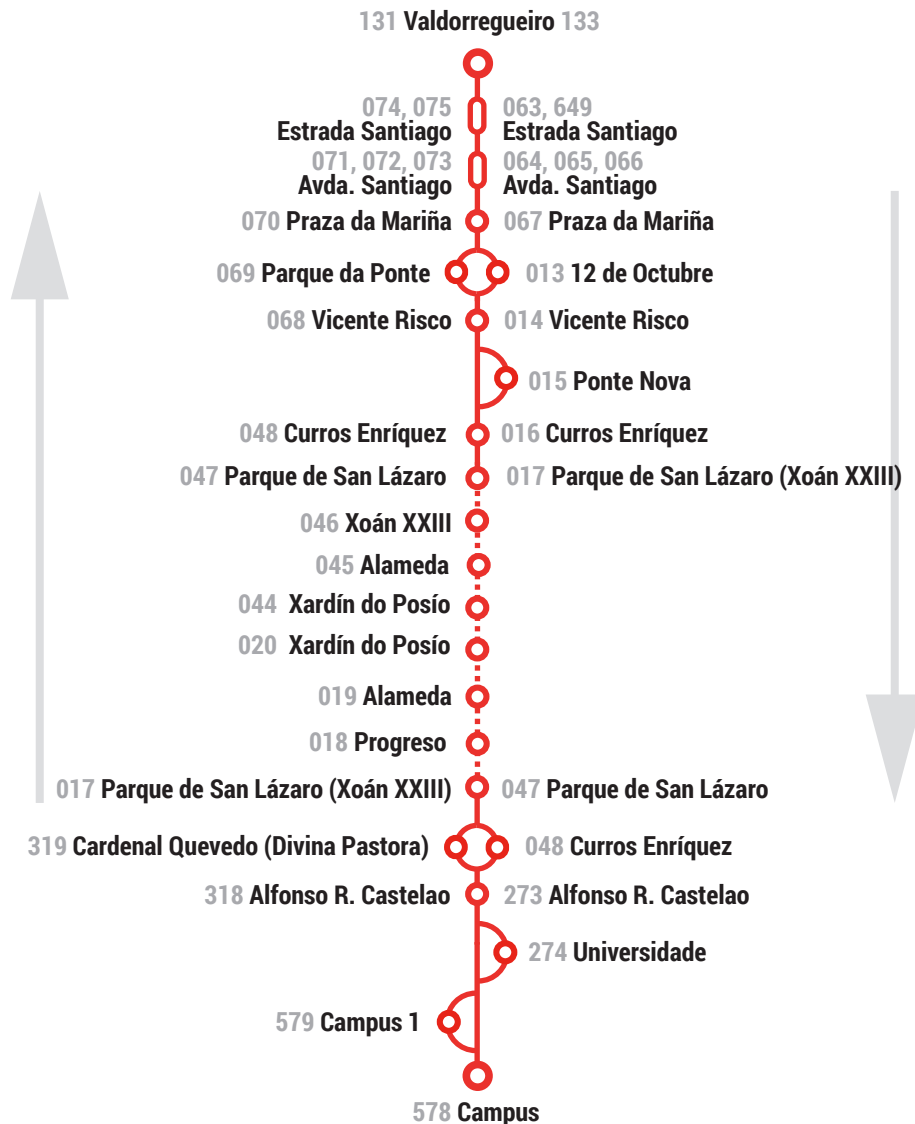 131 Valdorregueiro 133
074, 075 063, 649
Estrada Santiago Estrada Santiago
071, 072, 073 064, 065, 066
Avda. Santiago Avda. Santiago
070 Praza da Mariña 067 Praza da Mariña
069 Parque da Ponte 013 12 de Octubre
068 Vicente Risco 014 Vicente Risco
015 Ponte Nova
048 Curros Enríquez 016 Curros Enríquez
047 Parque de San Lázaro 017 Parque de San Lázaro (Xoán XXIII)
046 Xoán XXIII
045 Alameda
044 Xardín do Posío
020 Xardín do Posío
019 Alameda
018 Progreso
017 Parque de San Lázaro (Xoán XXIII) 047 Parque de San Lázaro
319 Cardenal Quevedo (Divina Pastora) 048 Curros Enríquez
318 Alfonso R. Castelao 273 Alfonso R. Castelao
274 Universidade
579 Campus 1
578 Campus